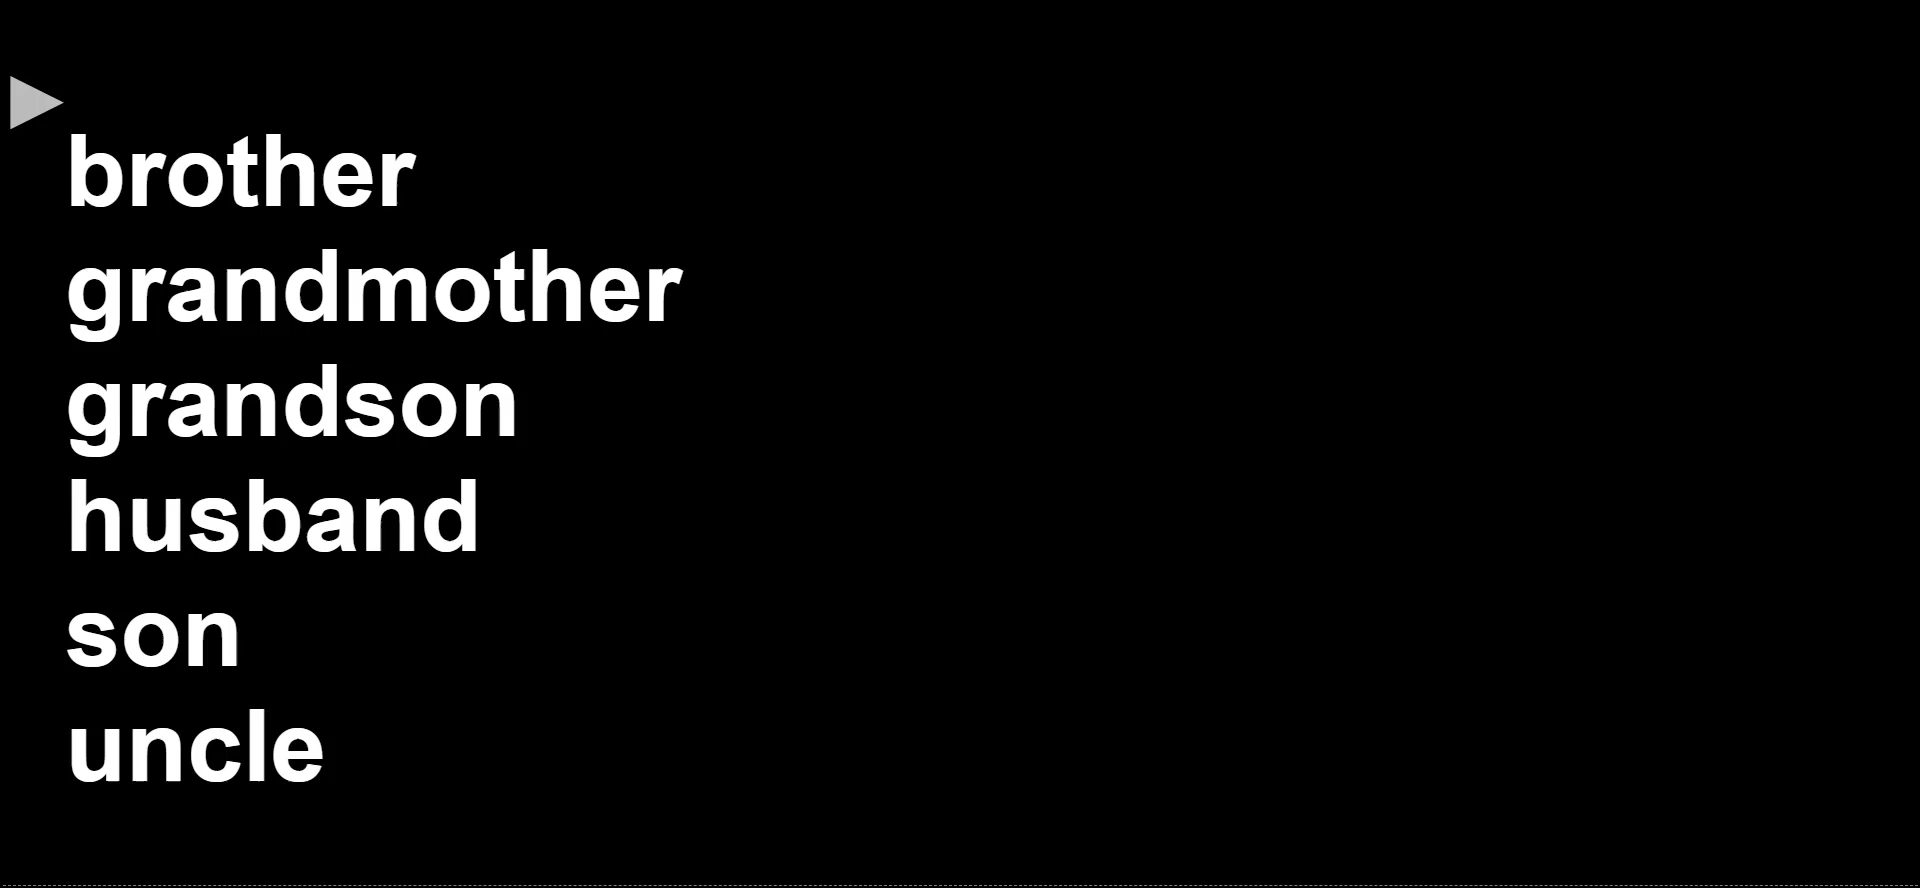 brother
grandmother
grandson
husband
son
uncle